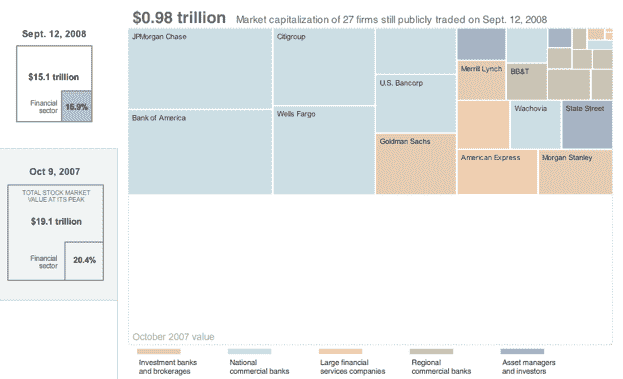 $0.98 trillion Market capitalization of 27 firms still publicly traded on Sept. 12, 2008
Sept. 12, 2008
$15.1 trillion
Financial
sector
15.9%
Oct 9, 2007
TOTAL STOCK MARKET
VALUE AT ITS PEAK
$19.1 trillion
Financial
sector
20.4%
JPMorgan Chase
Citigroup
U.S. Bancorp
Merrill Lynch
BB&T
Bank of America
Wells Fargo
Goldman Sachs
Wachovia
State Street
American Express
Morgan Stanley
October 2007 value
Investment banks
and brokerages
National
commercial banks
Large financial
services companies
Regional
commercial banks
Asset managers
and investors